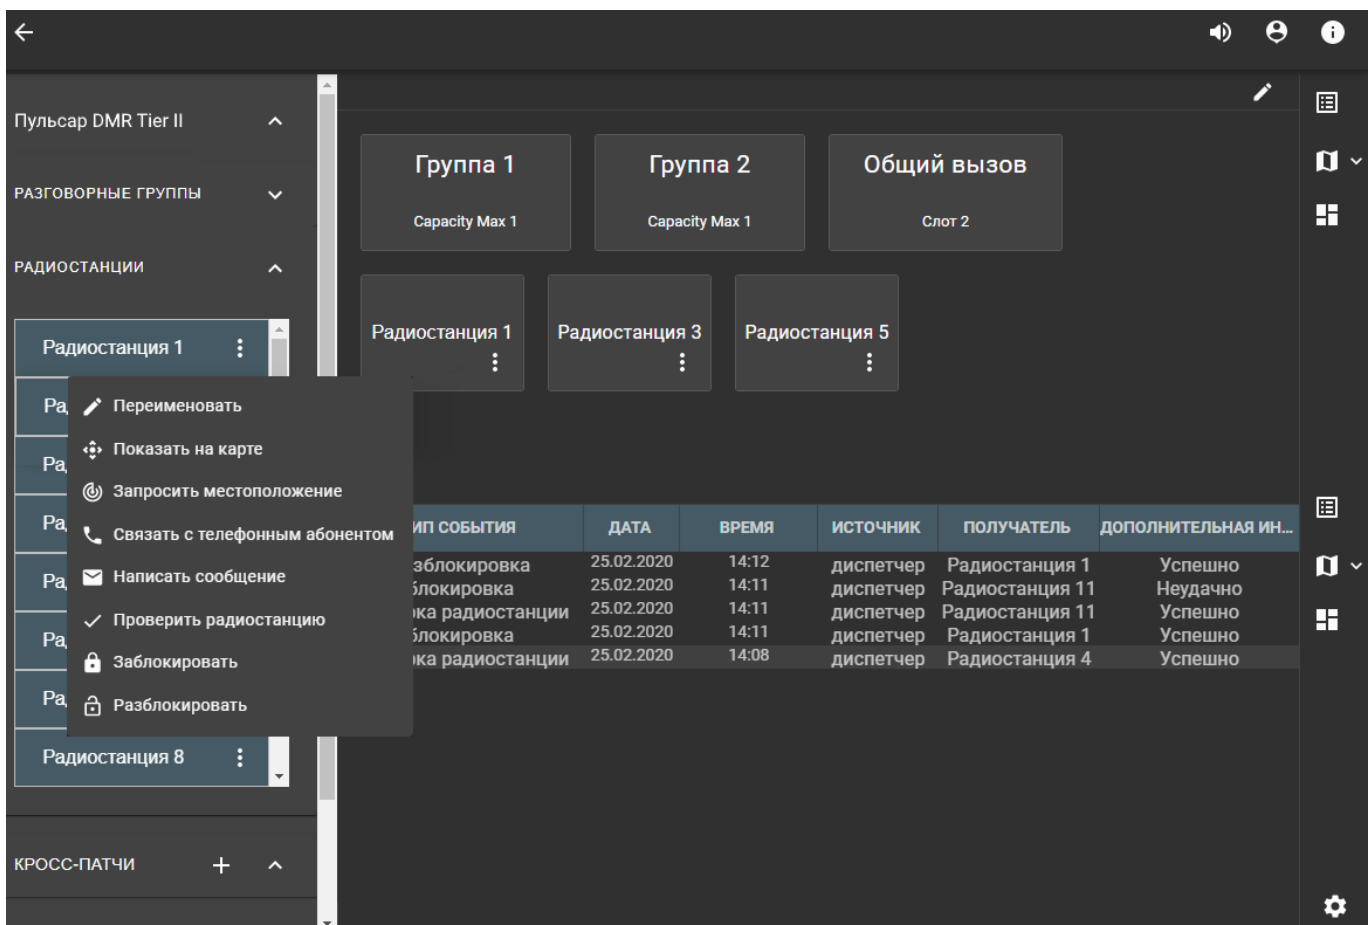 Пульсар DMR Tier II
РАЗГОВОРНЫЕ ГРУППЫ
РАДИОСТАНЦИИ
Радиостанция 1
Переименовать
Показать на карте
Запросить местоположение
Связать с телефонным абонентом
Написать сообщение
Проверить радиостанцию
Заблокировать
Разблокировать
Радиостанция 8
КРОСС-ПАТЧИ
Группа 1
Capacity Max 1
Группа 2
Capacity Max 1
Общий вызов
Слот 2
Радиостанция 1
Радиостанция 3
Радиостанция 5
СОБЫТИЯ ДАТА ВРЕМЯ ИСТОЧНИК ПОЛУЧАТЕЛЬ ДОПОЛНИТЕЛЬНАЯ ИН...
25.02.2020 14:12 диспетчер Радиостанция 1 Успешно
25.02.2020 14:11 диспетчер Радиостанция 11 Неудачно
радиостанции 25.02.2020 14:11 диспетчер Радиостанция 11 Успешно
25.02.2020 14:11 диспетчер Радиостанция 1 Успешно
радиостанции 25.02.2020 14:08 диспетчер Радиостанция 4 Успешно